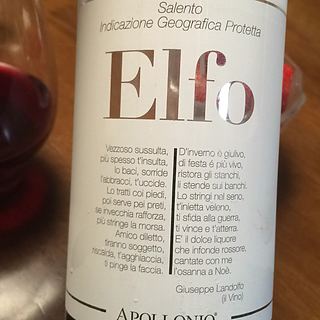 Salento
Indicazione Geografica Protetta
Elfo
Vezzoso sussulta,
più spesso t'insulta,
lo baci, sorride
l'abbracci, t'uccide.
Lo tratti coi piedi,
poi serve pei preti,
se invecchia rafforza,
più stringe la morsa.
Amico diletto,
tiranno soggetto,
riscalda, t'agghiaccia,
ti pinge la faccia.
D'inverno è giulivo,
di festa é più vivo,
ristora gli stanchi,
li stende sui banchi.
Lo stringi nel seno,
t'inietta veleno,
ti sfida alla guerra,
ti vince e t'atterra.
E' il dolce liquore
che infonde rossore,
cantate con me
l'osanna a Noè.
Giuseppe Landolfo
(il Vino)
APOLLONIO®